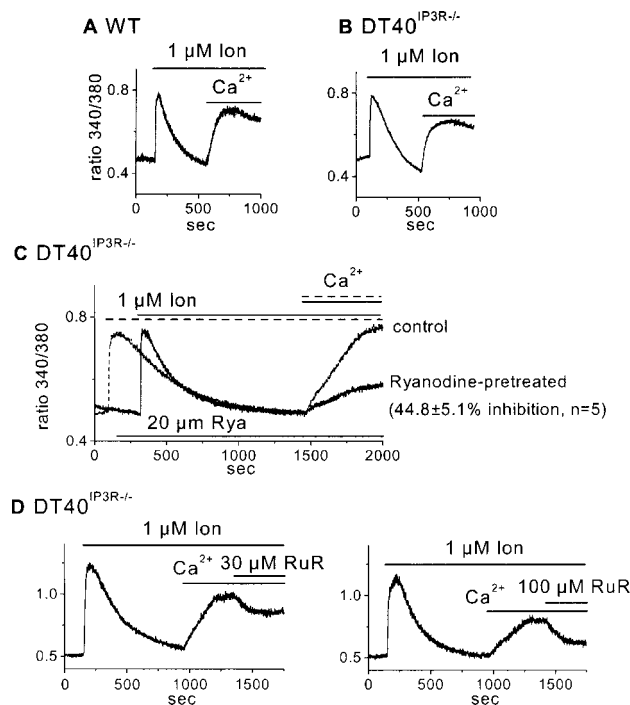 A WT
1 µM Ion
Ca2+
ratio 340/380
0.8
0.4
0 500 1000
sec
B DT40IP3R-/-
1 µM Ion
Ca2+
0.8
0.4
0 500 1000
sec
C DT40IP3R-/-
Ca2+
1 µM Ion
ratio 340/380
0.8
0.4
control
Ryanodine-pretreated
(44.8±5.1% inhibition, n=5)
20 µm Rya
0 500 1000 1500 2000
sec
D DT40IP3R-/-
1 µM Ion
Ca2+ 30 µM RuR
1.0
0.5
0 500 1000 1500
sec
1 µM Ion
Ca2+ 100 µM RuR
1.0
0.5
0 500 1000 1500
sec